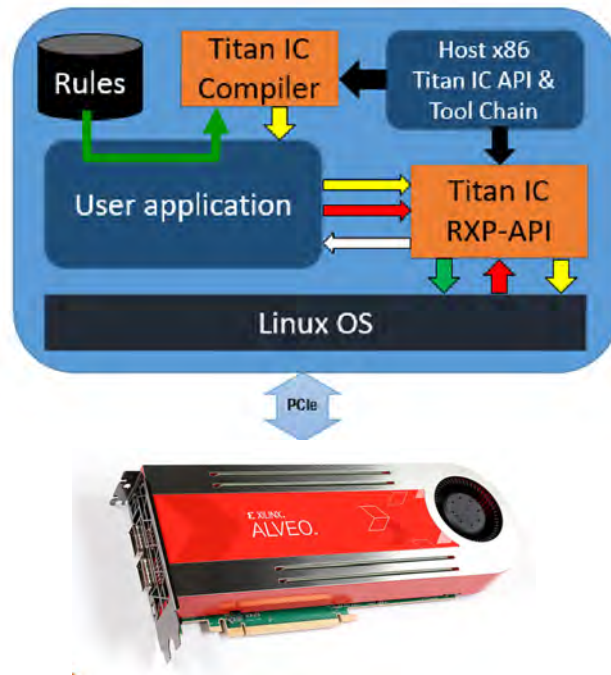 Rules
Titan IC
Compiler
Host x86
Titan IC API &
Tool Chain
User application
Titan IC
RXP-API
Linux OS
PCIe
XILINX.
ALVEO.